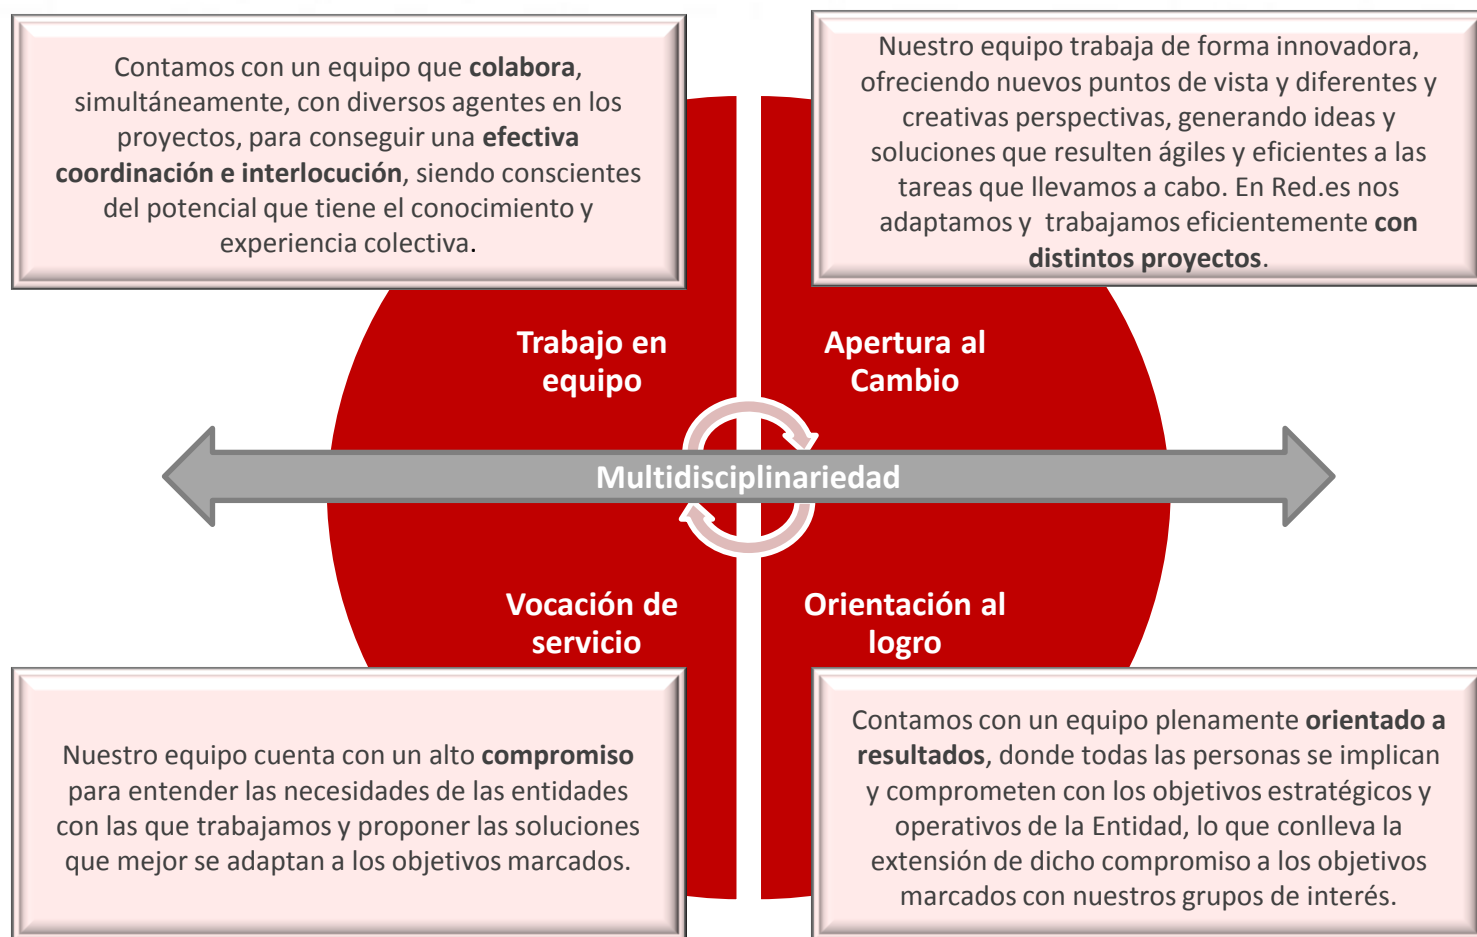 Contamos con un equipo que colabora,
simultáneamente, con diversos agentes en los
proyectos, para conseguir una efectiva
coordinación e interlocución, siendo conscientes
del potencial que tiene el conocimiento y
experiencia colectiva.
Nuestro equipo trabaja de forma innovadora,
ofreciendo nuevos puntos de vista y diferentes y
creativas perspectivas, generando ideas y
soluciones que resulten ágiles y eficientes a las
tareas que llevamos a cabo. En Red.es nos
adaptamos y trabajamos eficientemente con
distintos proyectos.
Trabajo en
equipo
Apertura al
Cambio
Multidisciplinariedad
Vocación de
servicio
Orientación al
logro
Nuestro equipo cuenta con un alto compromiso
para entender las necesidades de las entidades
con las que trabajamos y proponer las soluciones
que mejor se adaptan a los objetivos marcados.
Contamos con un equipo plenamente orientado a
resultados, donde todas las personas se implican
y comprometen con los objetivos estratégicos y
operativos de la Entidad, lo que conlleva la
extensión de dicho compromiso a los objetivos
marcados con nuestros grupos de interés.